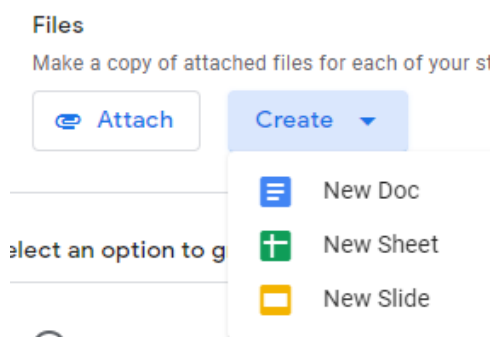 Files
Make a copy of attached files for each of your
Attach
Create
New Doc
elect an option to
New Sheet
New Slide